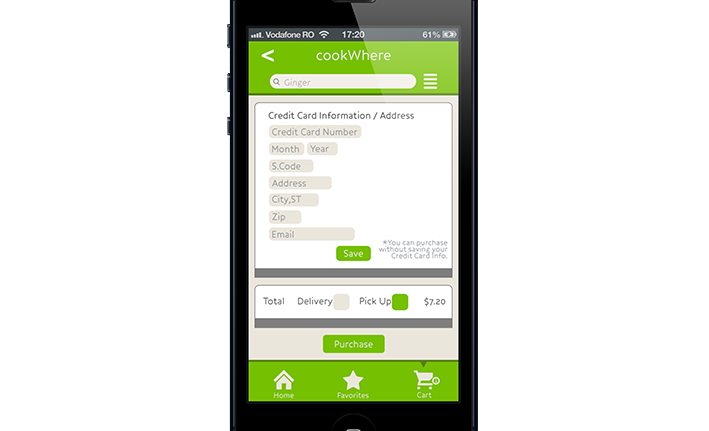 Vodafone RO 17:20 61%
< cookWhere
Ginger
Credit Card Information / Address
Credit Card Number
Month Year
S.Code
Address
City,ST
Zip
Email
Save
*You can purchase
without saving your
Credit Card Info.
Total Delivery Pick Up $7.20
Purchase
Home Favorites Cart